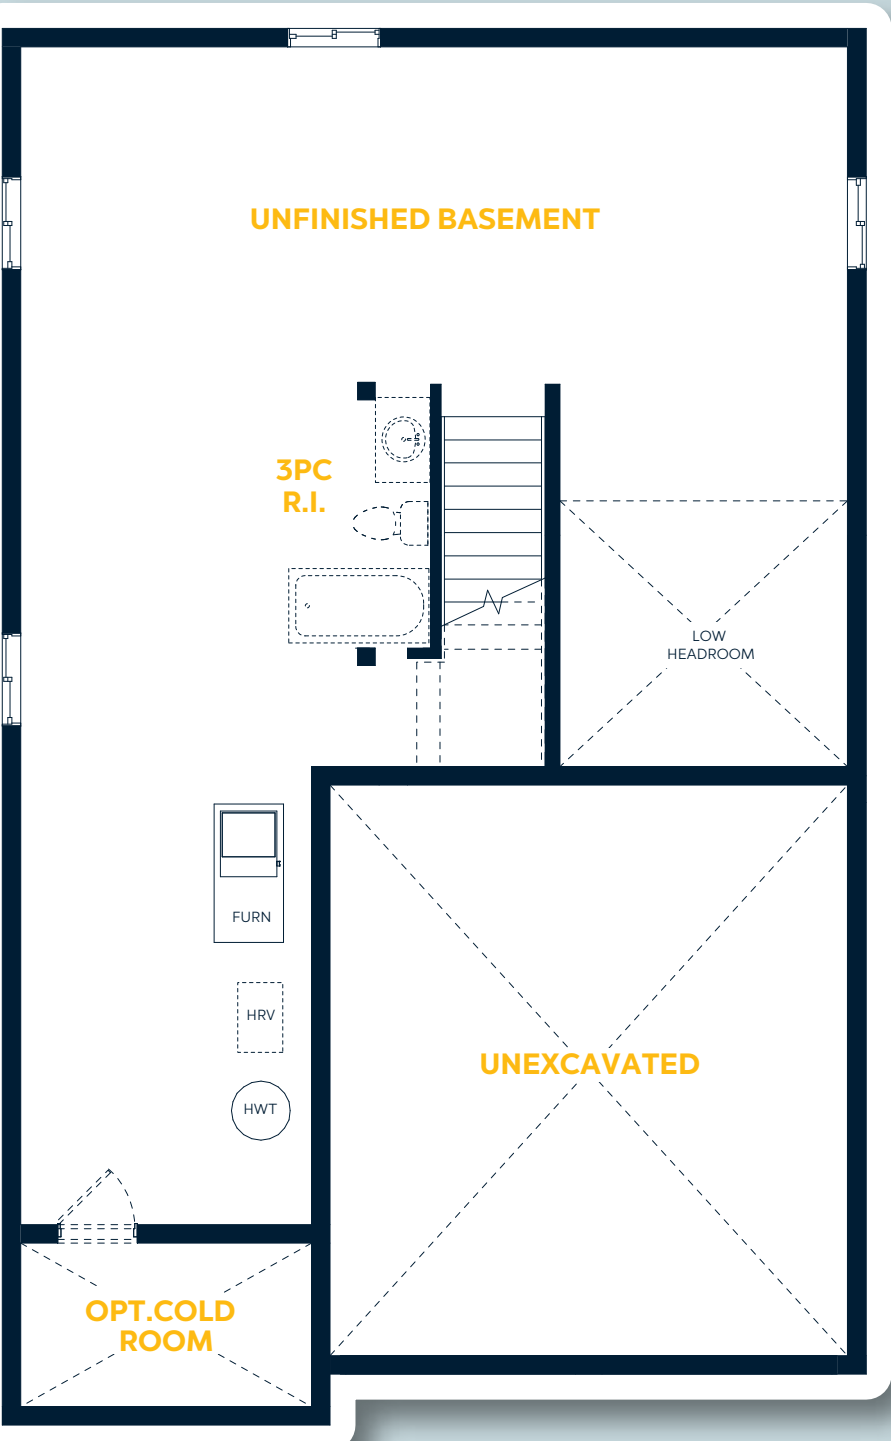 UNFINISHED BASEMENT
3PC
R.I.
LOW
HEADROOM
FURN
HRV
UNEXCAVATED
HWT
OPT.COLD
ROOM